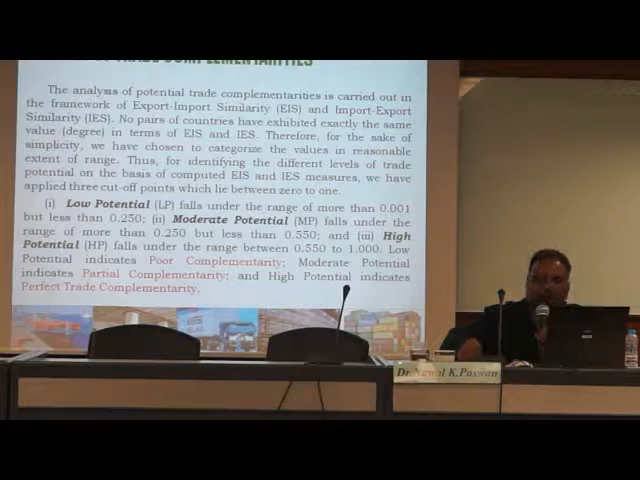 TRADE COMPLEMENTARITIES
The analysis of potential trade complementarities is carried out in
the framework of Export-Import Similarity (EIS) and Import-Export
Similarity (IES). No pairs of countries have exhibited exactly the same
value (degree) in terms of EIS and IES. Therefore, for the sake of
simplicity, we have chosen to categorize the values in reasonable
extent of range. Thus, for identifying the different levels of trade
potential on the basis of computed EIS and IES measures, we have
applied three cut-off points which lie between zero to one.
(i) Low Potential (LP) falls under the range of more than 0.001
but less than 0.250; (ii) Moderate Potential (MP) falls under the
range of more than 0.250 but less than 0.550; and (iii) High
Potential (HP) falls under the range between 0.550 to 1.000. Low
Potential indicates Poor Complementarity; Moderate Potential
indicates Partial Complementarity; and High Potential indicates
Perfect Trade Complementarity.
Dr. Nawal K.Paswan